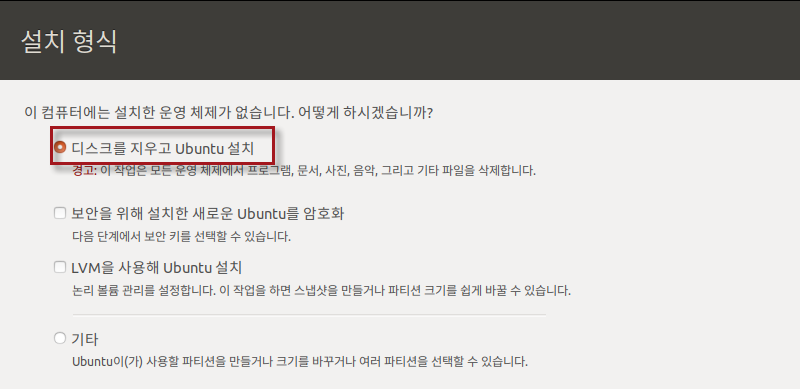 설치 형식
이 컴퓨터에는 설치한 운영 체제가 없습니다. 어떻게 하시겠습니까?
디스크를 지우고 Ubuntu 설치
경고: 이 작업은 모든 운영 체제에서 프로그램, 문서, 사진, 음악, 그리고 기타 파일을 삭제합니다.
보안을 위해 설치한 새로운 Ubuntu를 암호화
다음 단계에서 보안 키를 선택할 수 있습니다.
LVM을 사용해 Ubuntu 설치
논리 볼륨 관리를 설정합니다. 이 작업을 하면 스냅샷을 만들거나 파티션 크기를 쉽게 바꿀 수 있습니다.
기타
Ubuntu이(가) 사용할 파티션을 만들거나 크기를 바꾸거나 여러 파티션을 선택할 수 있습니다.